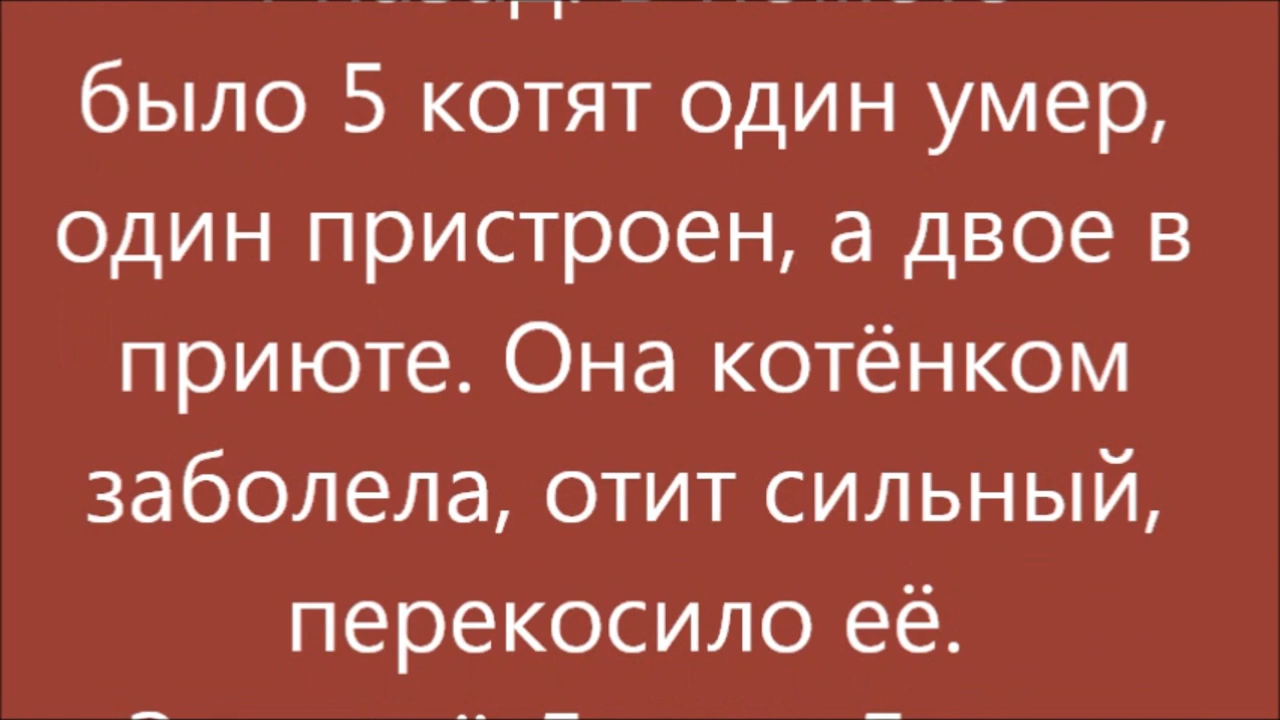 было 5 котят один умер,
один пристроен, а двое в
приюте. Она котёнком
заболела, отит сильный,
перекосило её.